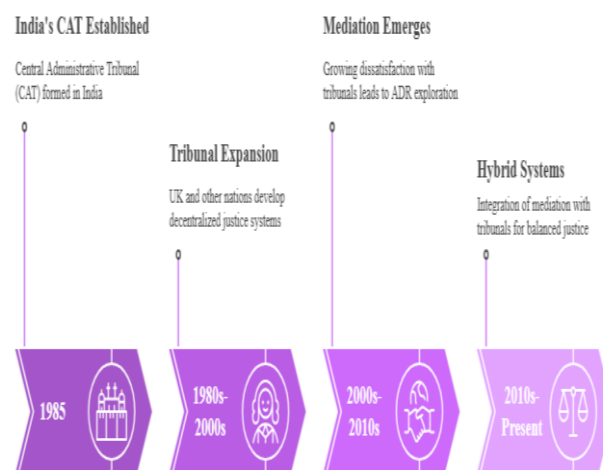 India's CAT Established
Central Administrative Tribunal
(CAT) formed in India
Mediation Emerges
Growing dissatisfaction with
tribunals leads to ADR exploration
Tribunal Expansion
UK and other nations develop
decentralized justice systems
Hybrid Systems
Integration of mediation with
tribunals for balanced justice
1985
1980s-
2000s
2000s-
2010s
2010s-
Present